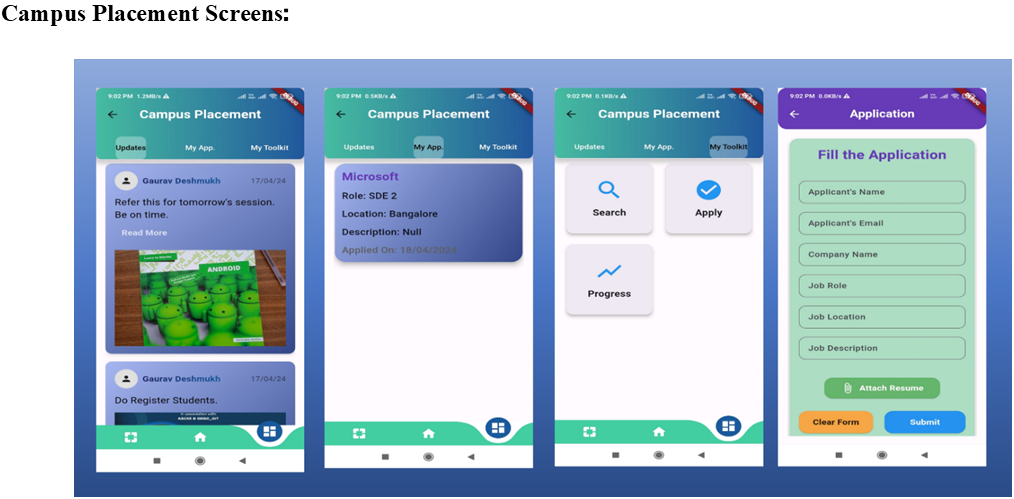 Campus Placement Screens:
9:02 PM 1.2MB/s
Campus Placement
Updates My App. My Toolkit
Gaurav Deshmukh 17/04/24
Refer this for tomorrow's session.
Be on time.
Read More
ANDROID
Gaurav Deshmukh 17/04/24
Do Register Students.
9:02 PM 0.5KB/s
Campus Placement
Updates My App. My Toolkit
Microsoft
Role: SDE 2
Location: Bangalore
Description: Null
Applied On: 18/04/2024
9:02 PM 0.1KB/s
Campus Placement
Updates My App. My Toolkit
Search Apply
Progress
9:02 PM 0.0KB/s
Application
Fill the Application
Applicant's Name
Applicant's Email
Company Name
Job Role
Job Location
Job Description
Attach Resume
Clear Form Submit